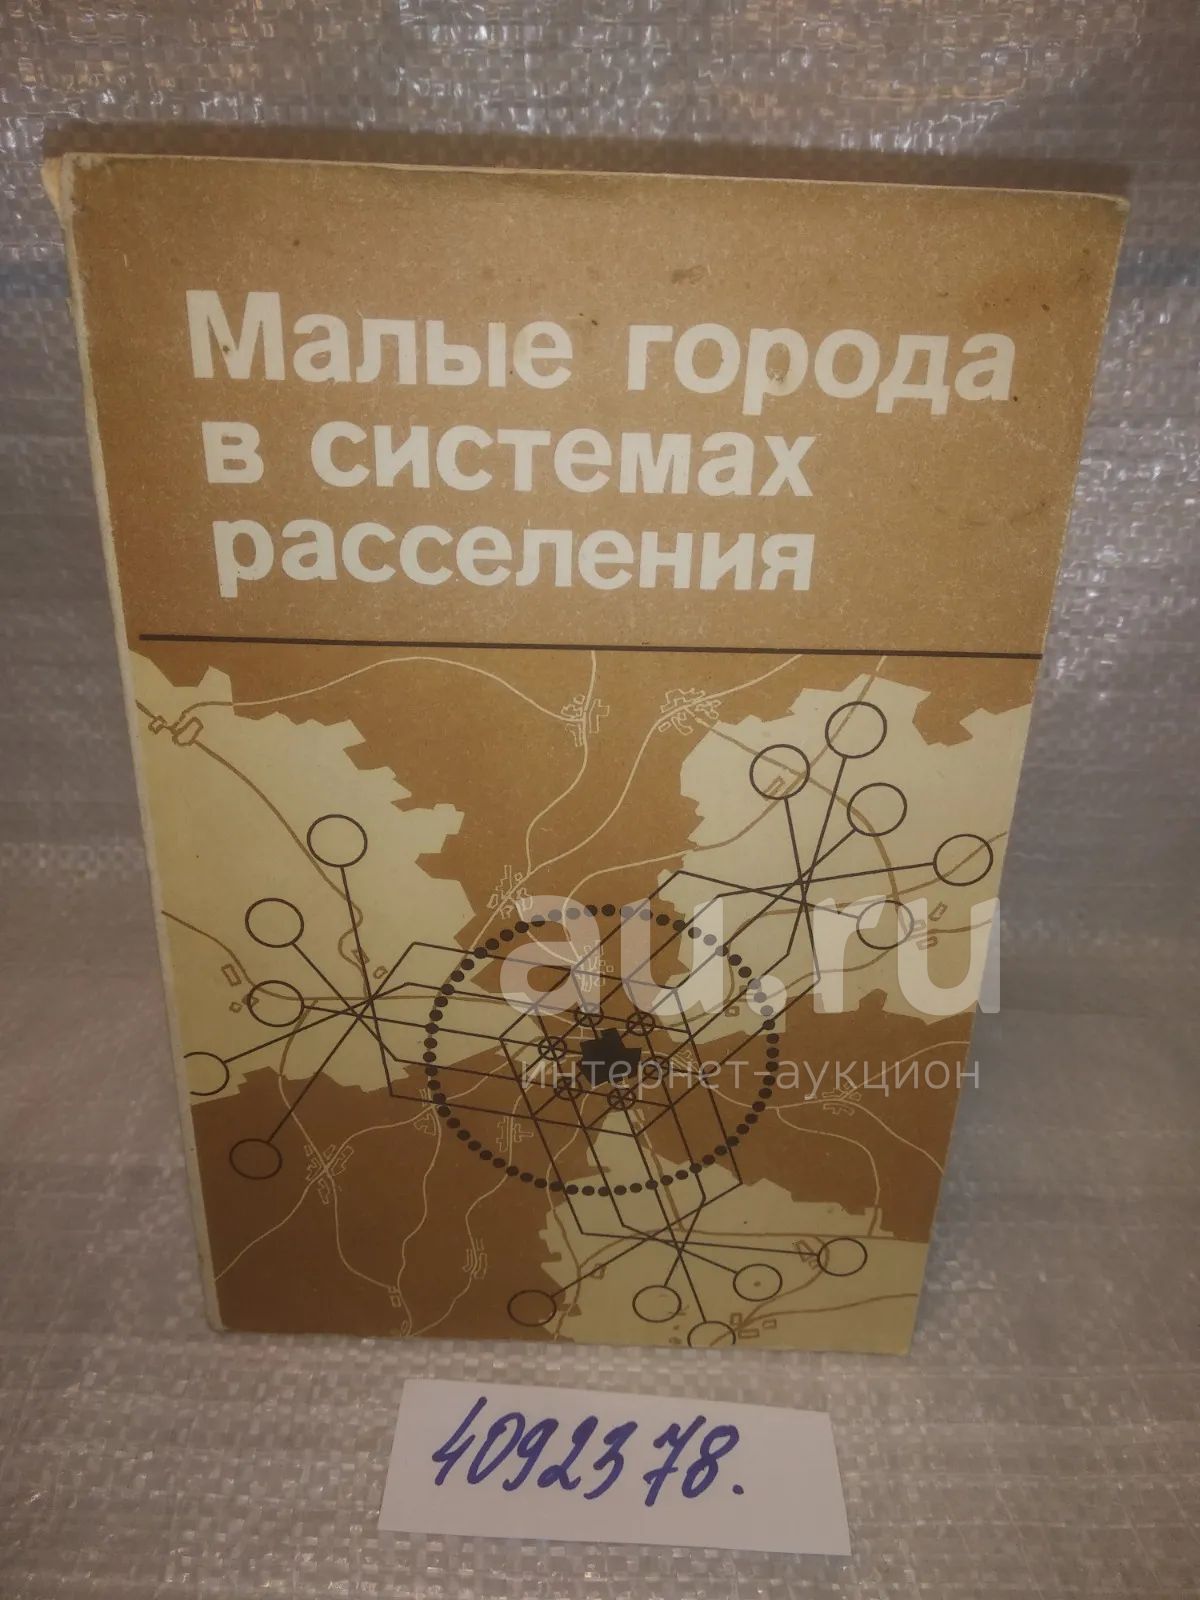 Малые города
в системах
расселения
au.ru
интернет-аукцион
4092378.